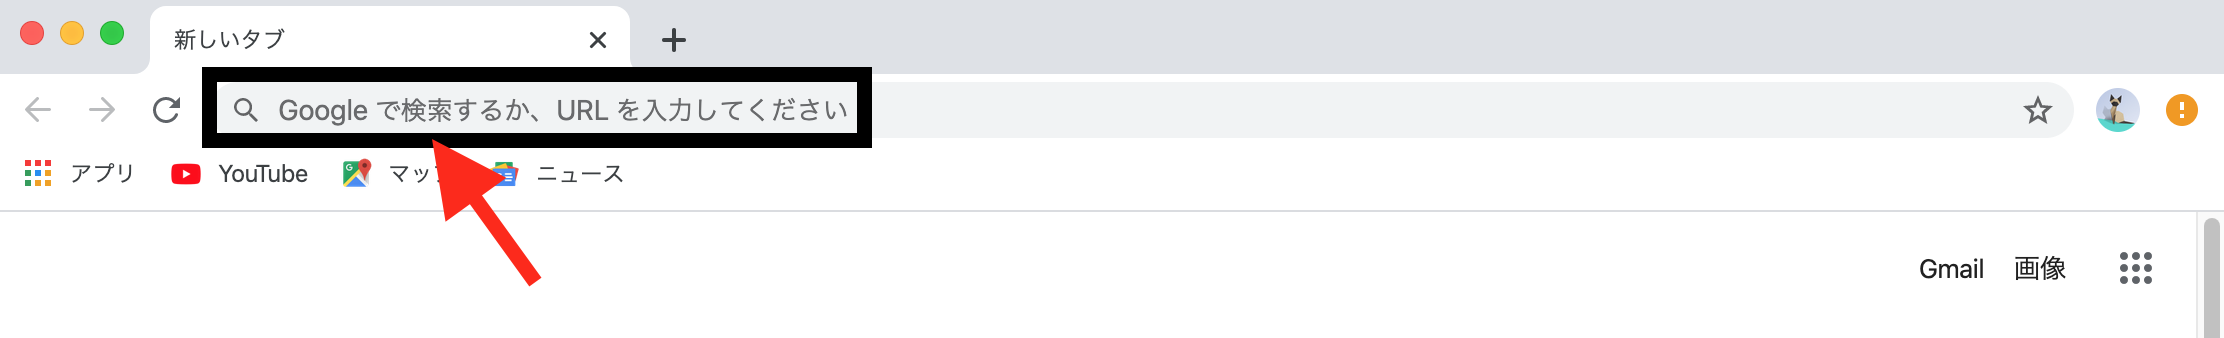 新しいタブ
Google で検索するか、URL を入力してください
アプリ YouTube マップ ニュース
Gmail 画像